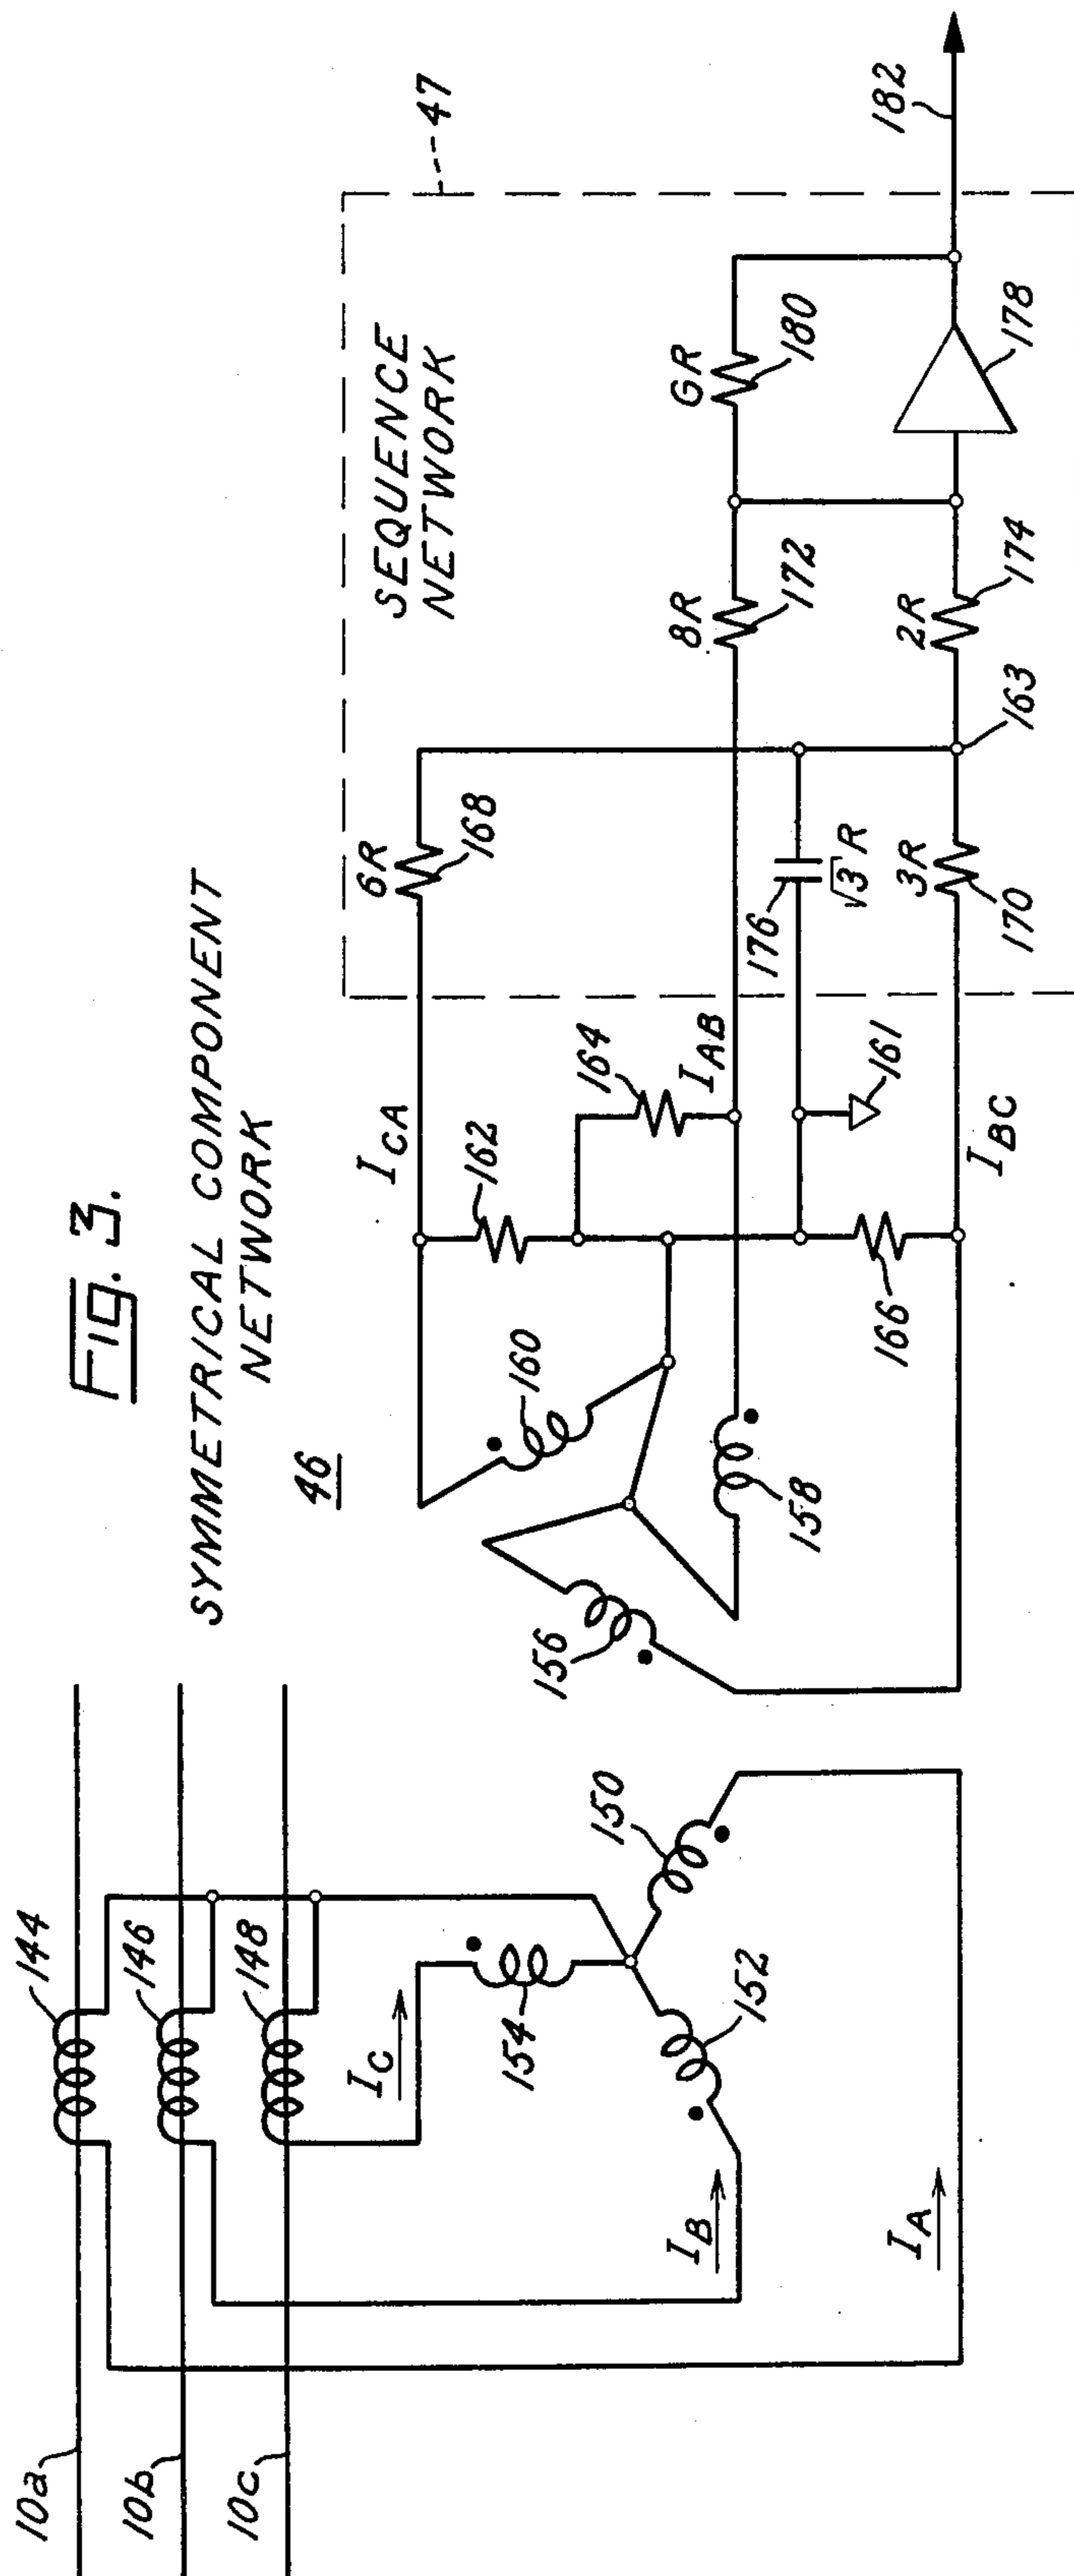 Fig. 3.
SYMMETRICAL COMPONENT
NETWORK
46
10a
10b
10c
144
146
148
I_C
I_B
I_A
154
152
150
156
160
158
I_CA
162
164
I_AB
161
166
I_BC
SEQUENCE
NETWORK
47
6R
168
176
√3 R
3R
170
163
8R
172
2R
174
GR
180
178
182